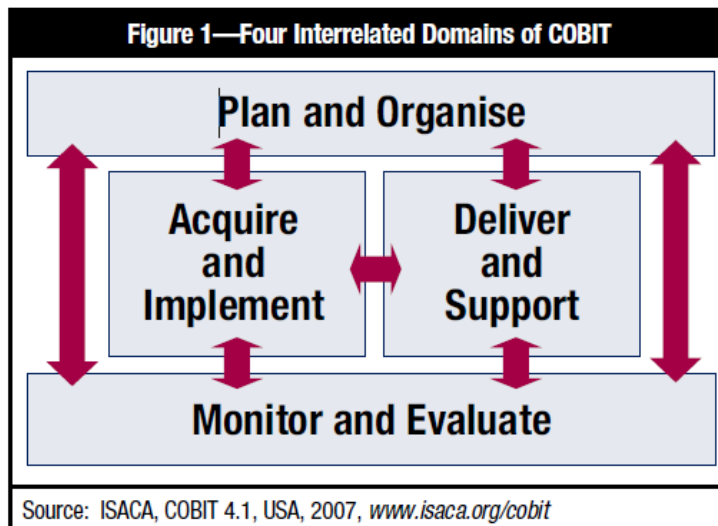 Figure 1—Four Interrelated Domains of COBIT
Plan and Organise
Acquire
and
Implement
Deliver
and
Support
Monitor and Evaluate
Source: ISACA, COBIT 4.1, USA, 2007, www.isaca.org/cobit